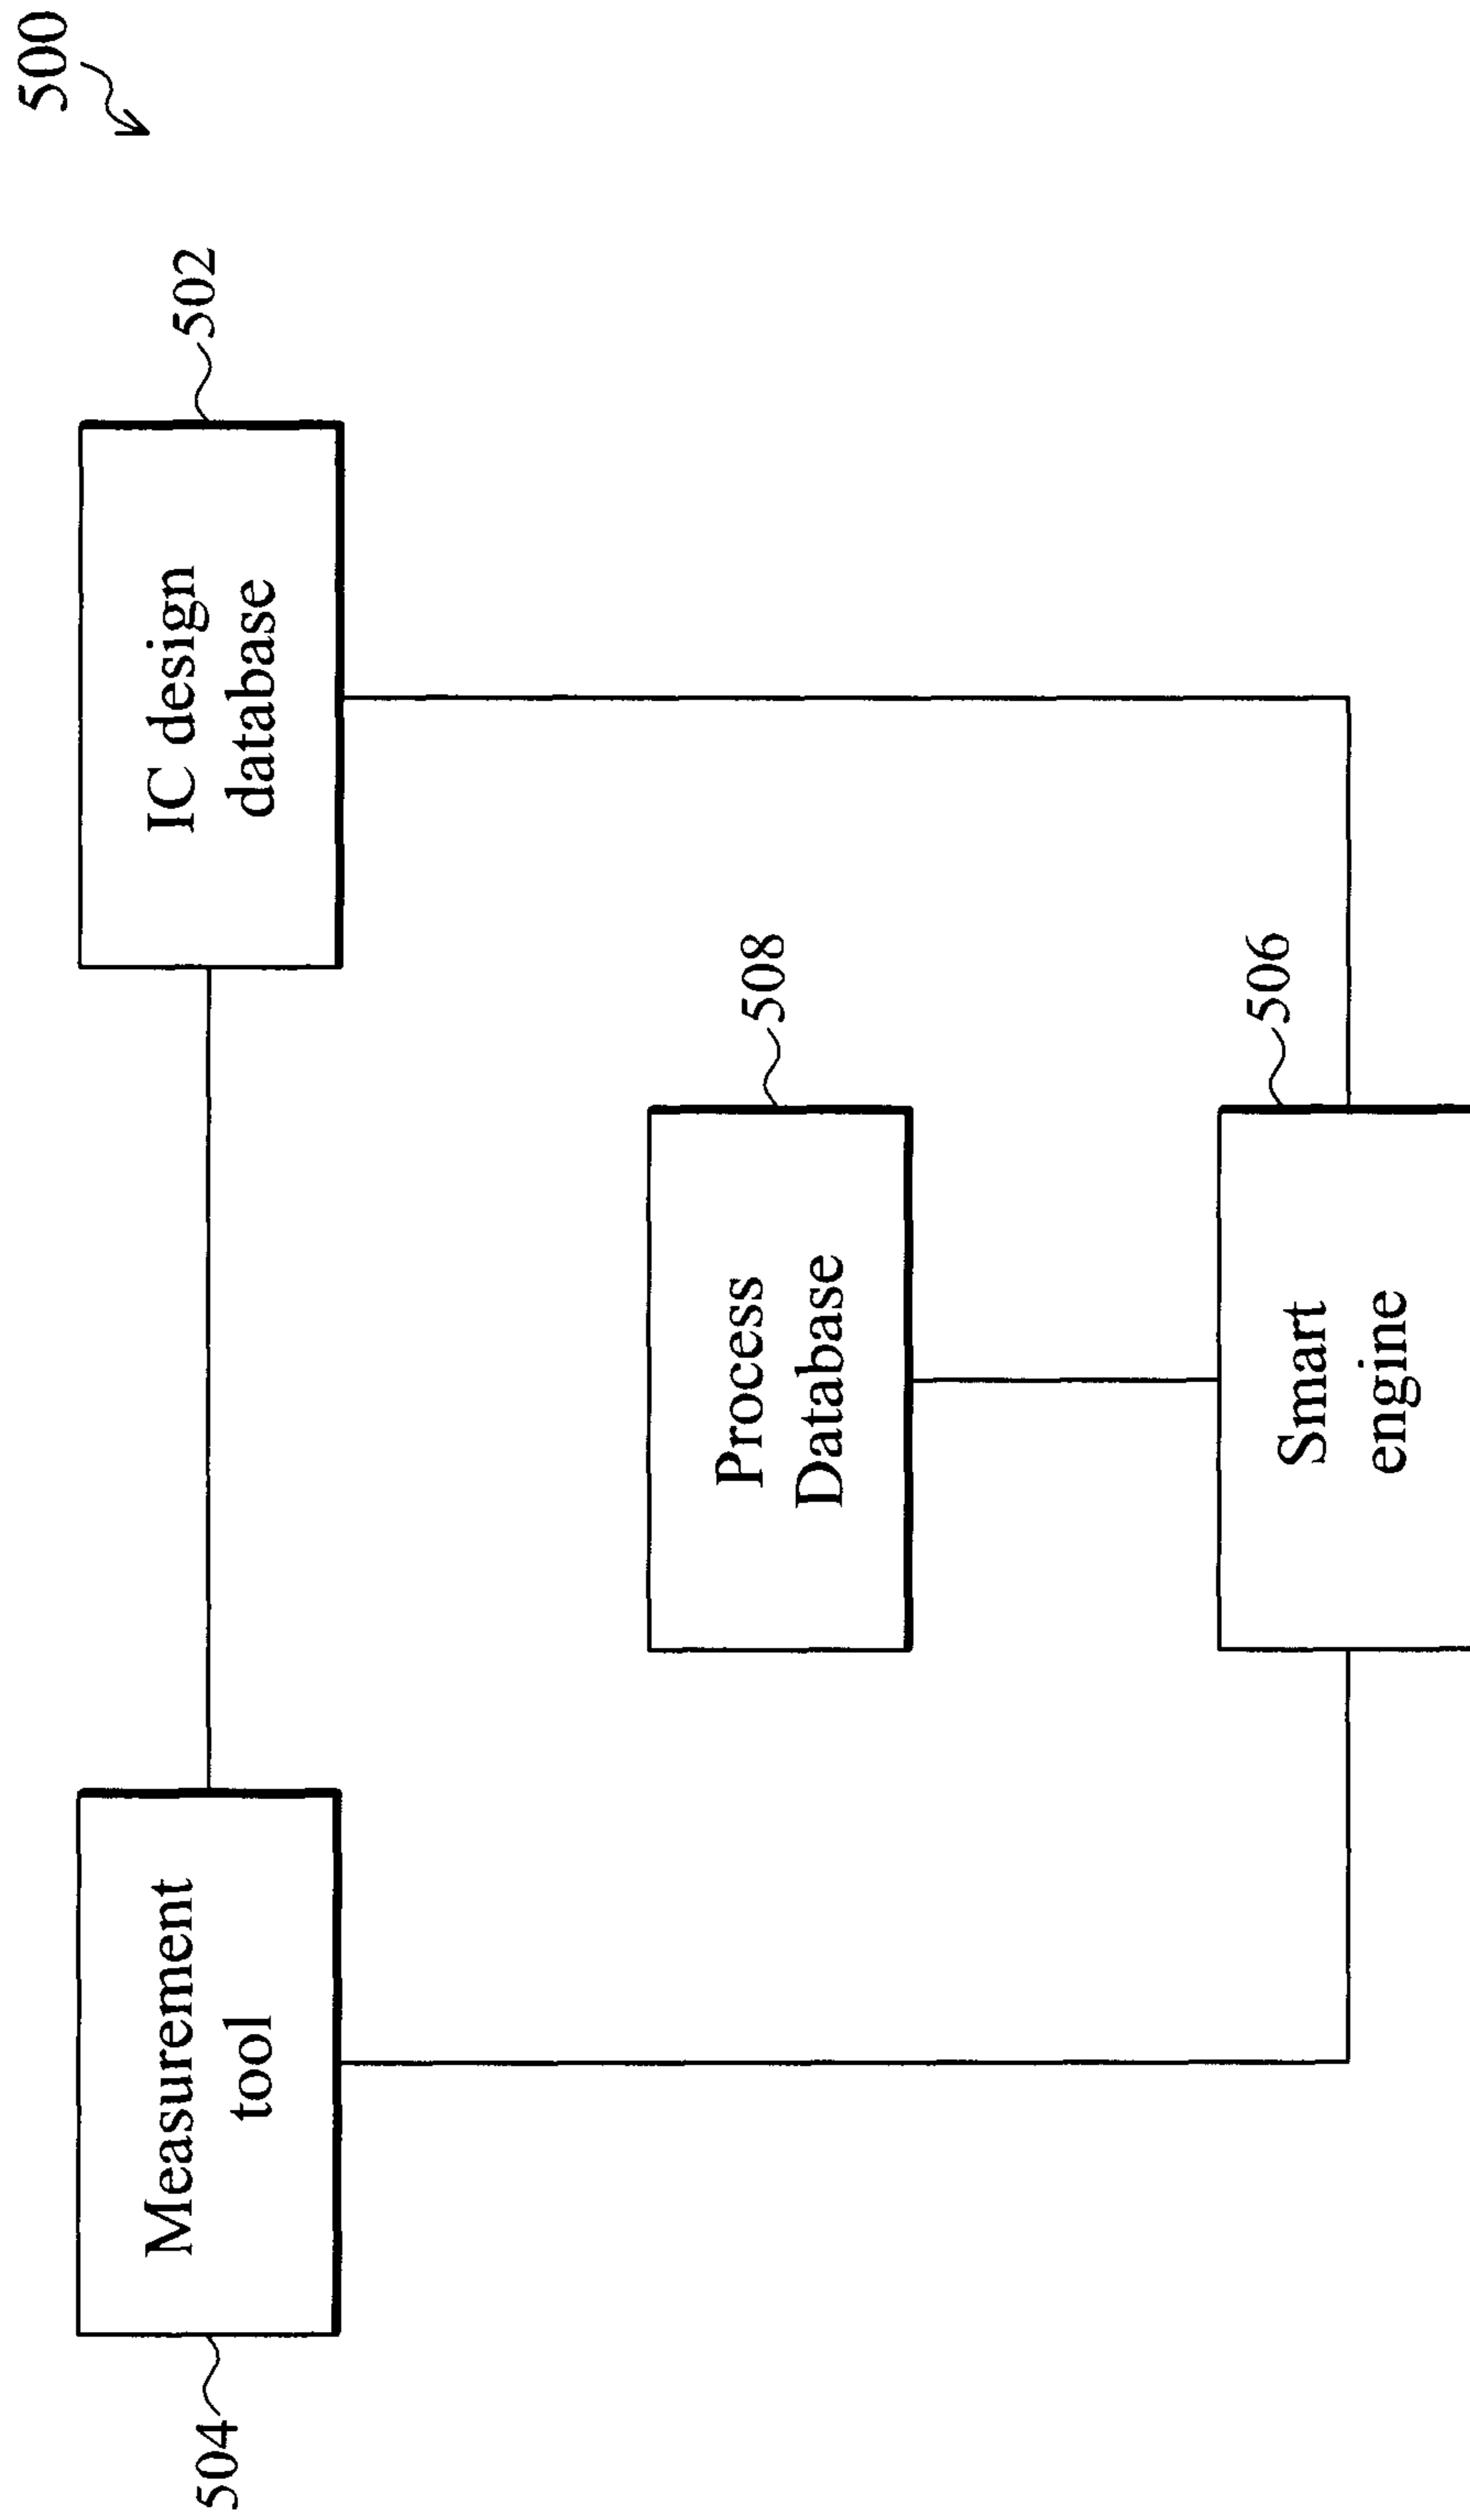 500
Measurement
tool
504
IC design
database
502
Process
Database
508
Smart
engine
506